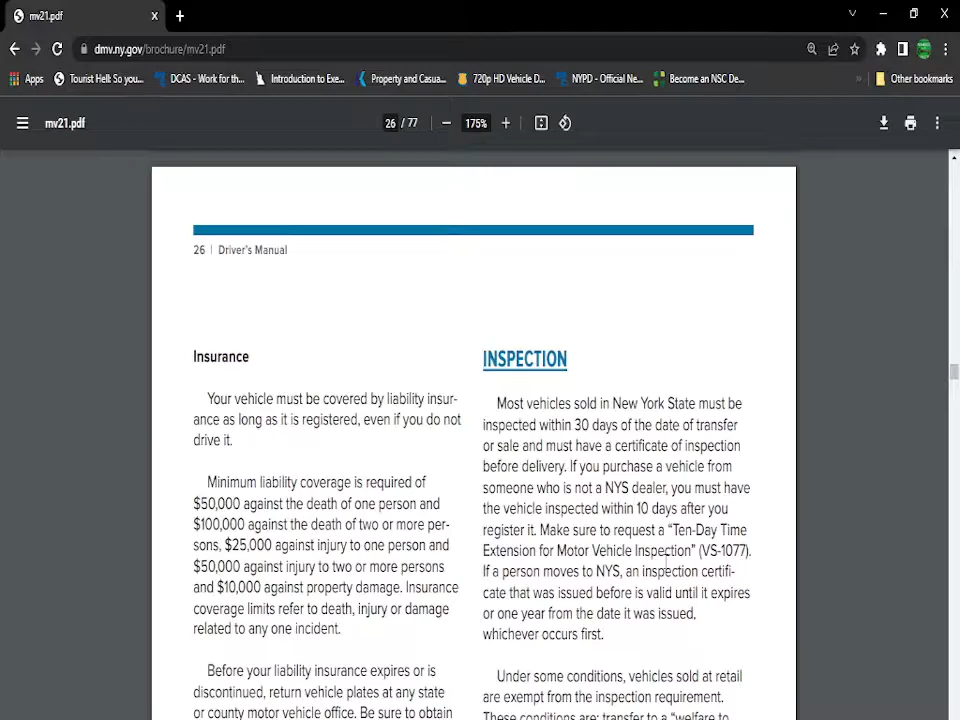 mv21.pdf
dmv.ny.gov/brochure/mv21.pdf
Apps Tourist Helt: So you... DCAS - Work for th... Introduction to Exe... Property and Casua... 720p HD Vehicle D... NYPD - Official Ne... Become an NSC De... » Other bookmarks
mv21.pdf 26 / 77 — 175% +
26 | Driver's Manual
Insurance
Your vehicle must be covered by liability insur-
ance as long as it is registered, even if you do not
drive it.
Minimum liability coverage is required of
$50,000 against the death of one person and
$100,000 against the death of two or more per-
sons, $25,000 against injury to one person and
$50,000 against injury to two or more persons
and $10,000 against property damage. Insurance
coverage limits refer to death, injury or damage
related to any one incident.
Before your liability insurance expires or is
discontinued, return vehicle plates at any state
or county motor vehicle office. Be sure to obtain
INSPECTION
Most vehicles sold in New York State must be
inspected within 30 days of the date of transfer
or sale and must have a certificate of inspection
before delivery. If you purchase a vehicle from
someone who is not a NYS dealer, you must have
the vehicle inspected within 10 days after you
register it. Make sure to request a “Ten-Day Time
Extension for Motor Vehicle Inspection” (VS-1077).
If a person moves to NYS, an inspection certifi-
cate that was issued before is valid until it expires
or one year from the date it was issued,
whichever occurs first.
Under some conditions, vehicles sold at retail
are exempt from the inspection requirement.
These conditions are: transfer to a “welfare to